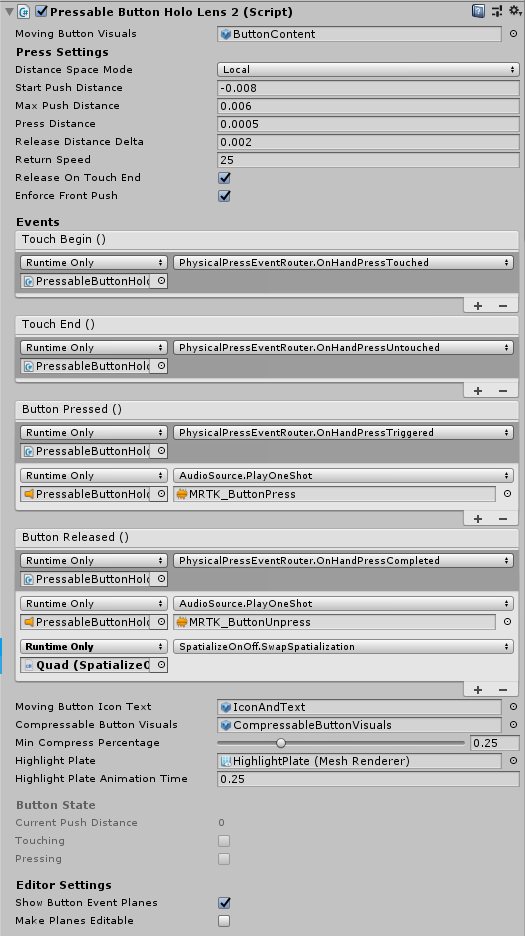 Pressable Button Holo Lens 2 (Script)
Moving Button Visuals ButtonContent
Press Settings
Distance Space Mode Local
Start Push Distance -0.008
Max Push Distance 0.006
Press Distance 0.0005
Release Distance Delta 0.002
Return Speed 25
Release On Touch End
Enforce Front Push
Events
Touch Begin ()
Runtime Only PhysicalPressEventRouter.OnHandPressTouched
PressableButtonHolo
Touch End ()
Runtime Only PhysicalPressEventRouter.OnHandPressUntouched
PressableButtonHolo
Button Pressed ()
Runtime Only PhysicalPressEventRouter.OnHandPressTriggered
PressableButtonHolo
Runtime Only AudioSource.PlayOneShot
PressableButtonHolo MRTK_ButtonPress
Button Released ()
Runtime Only PhysicalPressEventRouter.OnHandPressCompleted
PressableButtonHolo
Runtime Only AudioSource.PlayOneShot
PressableButtonHolo MRTK_ButtonUnpress
Runtime Only SpatializeOnOff.SwapSpatialization
Quad (SpatializeO
Moving Button Icon Text IconAndText
Compressable Button Visuals CompressableButtonVisuals
Min Compress Percentage 0.25
Highlight Plate HighlightPlate (Mesh Renderer)
Highlight Plate Animation Time 0.25
Button State
Current Push Distance 0
Touching
Pressing
Editor Settings
Show Button Event Planes
Make Planes Editable